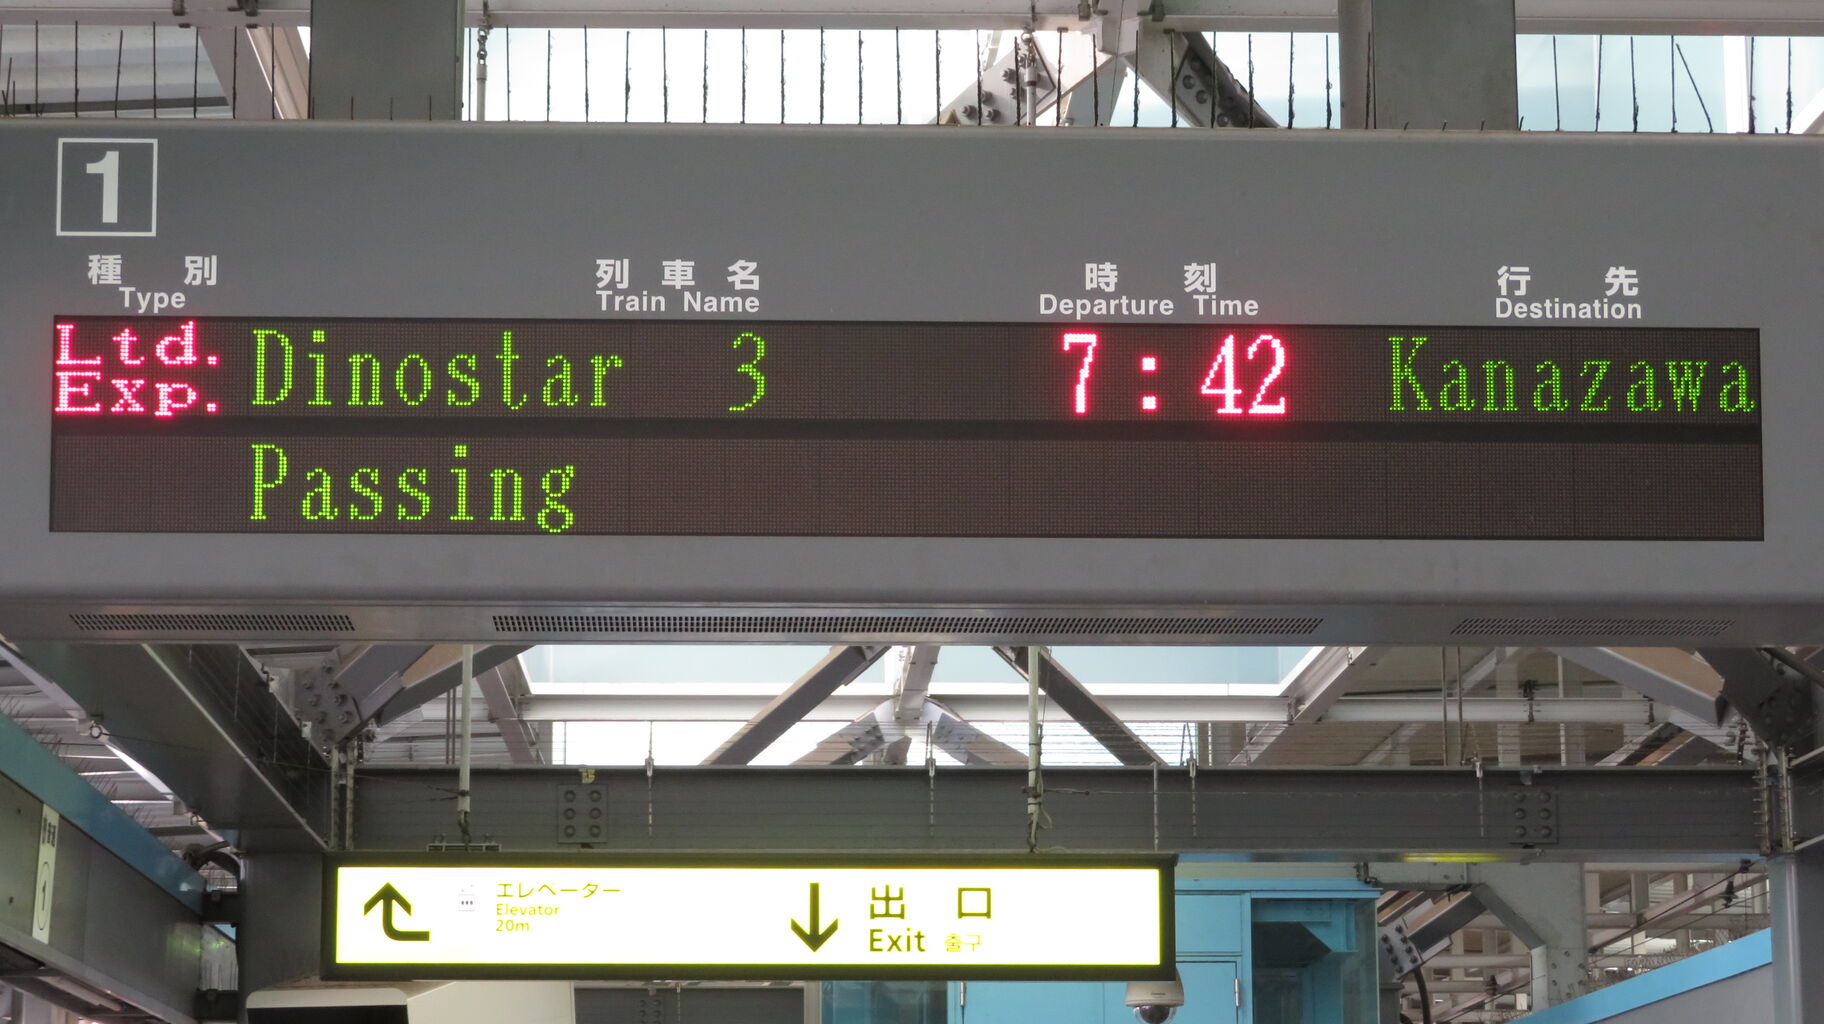 1
種別 列車名 時刻 行先
Type Train Name Departure Time Destination
Ltd. Exp. Dinostar 3 7:42 Kanazawa
Passing
エレベーター
Elevator
20m
出口
Exit 출구
1